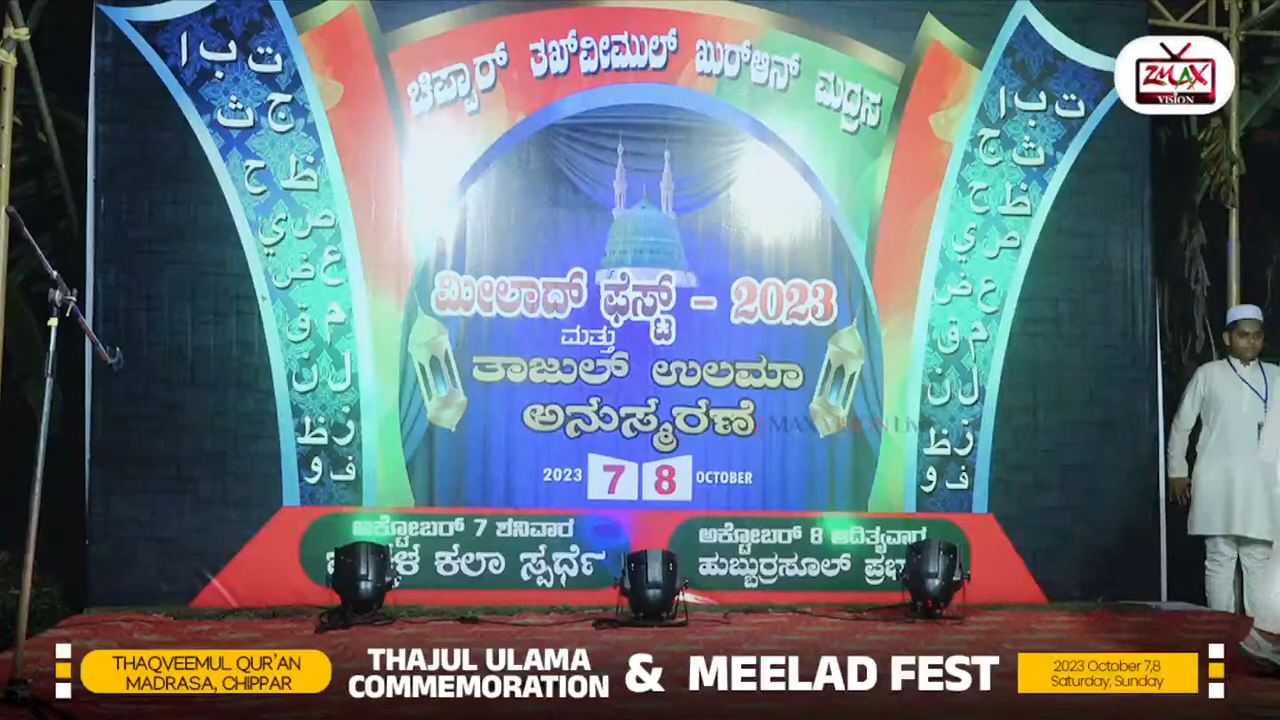 ZMAX
VISION
ಚಿಪ್ಪಾರ್ ತಖ್ವೀಮುಲ್ ಖುರ್ಆನ್ ಮದ್ರಸ
ಮೀಲಾದ್ ಫೆಸ್ಟ್ - 2023
ಮತ್ತು
ತಾಜುಲ್ ಉಲಮಾ
ಅನುಸ್ಮರಣೆ
2023 7 8 OCTOBER
ಅಕ್ಟೋಬರ್ 7 ಶನಿವಾರ
ಕಲಾ ಸ್ಪರ್ಧೆ
ಅಕ್ಟೋಬರ್ 8 ಆದಿತ್ಯವಾರ
ಹುಬ್ಬುರ್ರಸೂಲ್
ت ب ا
ج ث
ظ ح
ص ي
ع ض
م ق
ل ن
ز ظ
ف و
ت ب ا
ث ج
ظ ح
ص ي
ع ض
م ق
ل ن
ز ظ
ف و
THAQVEEMUL QUR'AN
MADRASA, CHIPPAR
THAJUL ULAMA
COMMEMORATION
& MEELAD FEST
2023 October 7,8
Saturday, Sunday